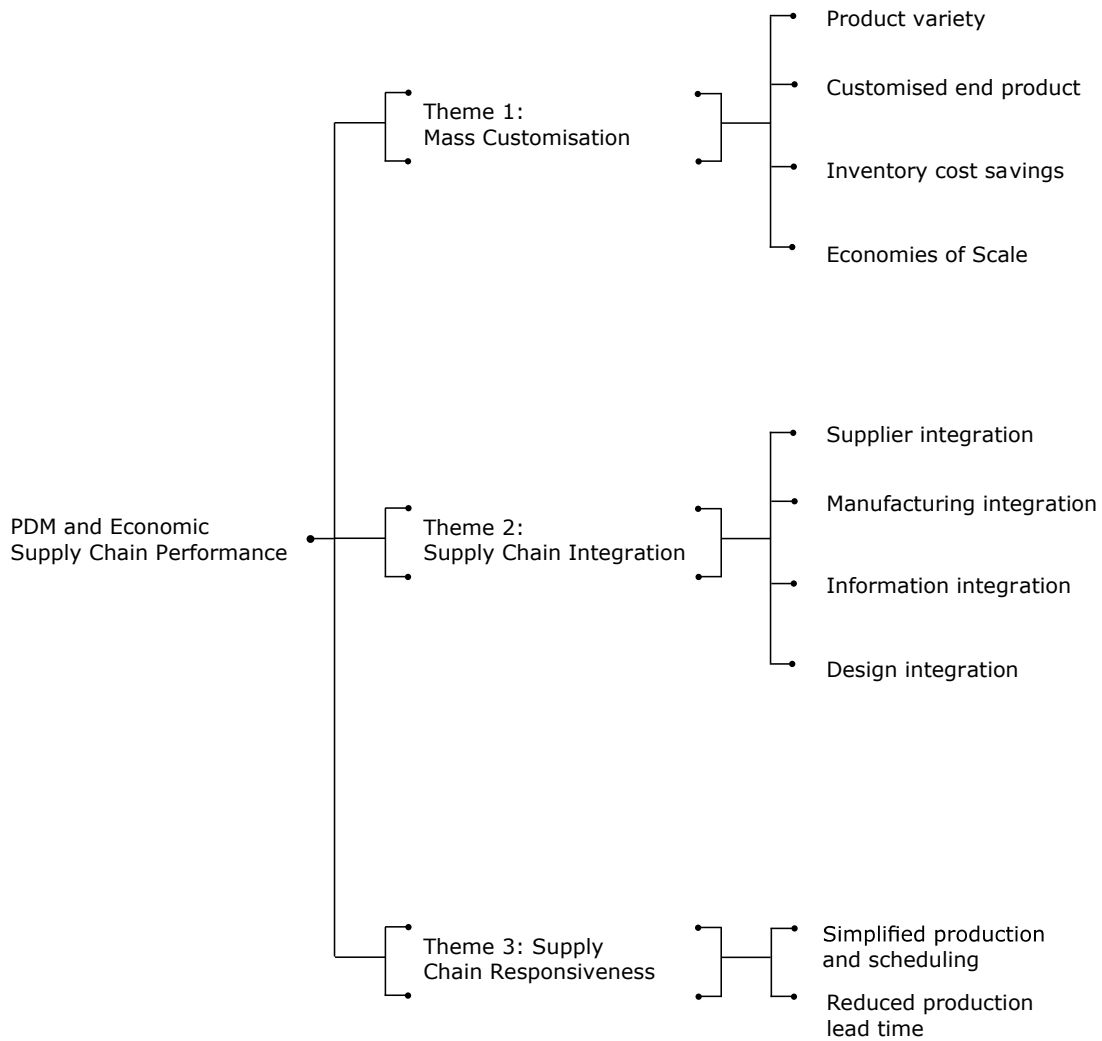 PDM and Economic
Supply Chain Performance
Theme 1:
Mass Customisation
Product variety
Customised end product
Inventory cost savings
Economies of Scale
Theme 2:
Supply Chain Integration
Supplier integration
Manufacturing integration
Information integration
Design integration
Theme 3: Supply
Chain Responsiveness
Simplified production
and scheduling
Reduced production
lead time